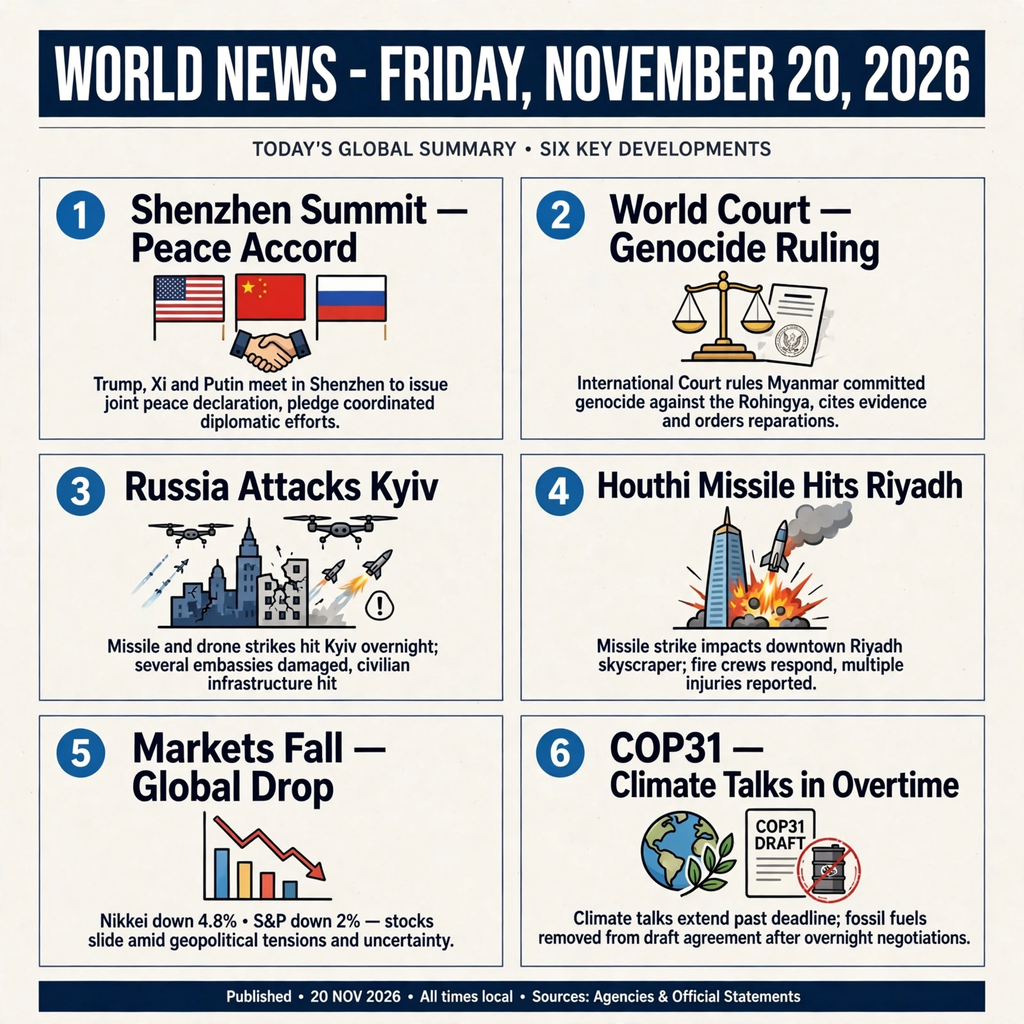 WORLD NEWS - FRIDAY, NOVEMBER 20, 2026
TODAY'S GLOBAL SUMMARY • SIX KEY DEVELOPMENTS
1
Shenzhen Summit —
Peace Accord
Trump, Xi and Putin meet in Shenzhen to issue
joint peace declaration, pledge coordinated
diplomatic efforts.
2
World Court —
Genocide Ruling
International Court rules Myanmar committed
genocide against the Rohingya, cites evidence
and orders reparations.
3
Russia Attacks Kyiv
!
Missile and drone strikes hit Kyiv overnight;
several embassies damaged, civilian
infrastructure hit
4
Houthi Missile Hits Riyadh
Missile strike impacts downtown Riyadh
skyscraper; fire crews respond, multiple
injuries reported.
5
Markets Fall —
Global Drop
Nikkei down 4.8% • S&P down 2% — stocks
slide amid geopolitical tensions and uncertainty.
6
COP31 —
Climate Talks in Overtime
COP31
DRAFT
Climate talks extend past deadline; fossil fuels
removed from draft agreement after overnight negotiations.
Published • 20 NOV 2026 • All times local • Sources: Agencies & Official Statements